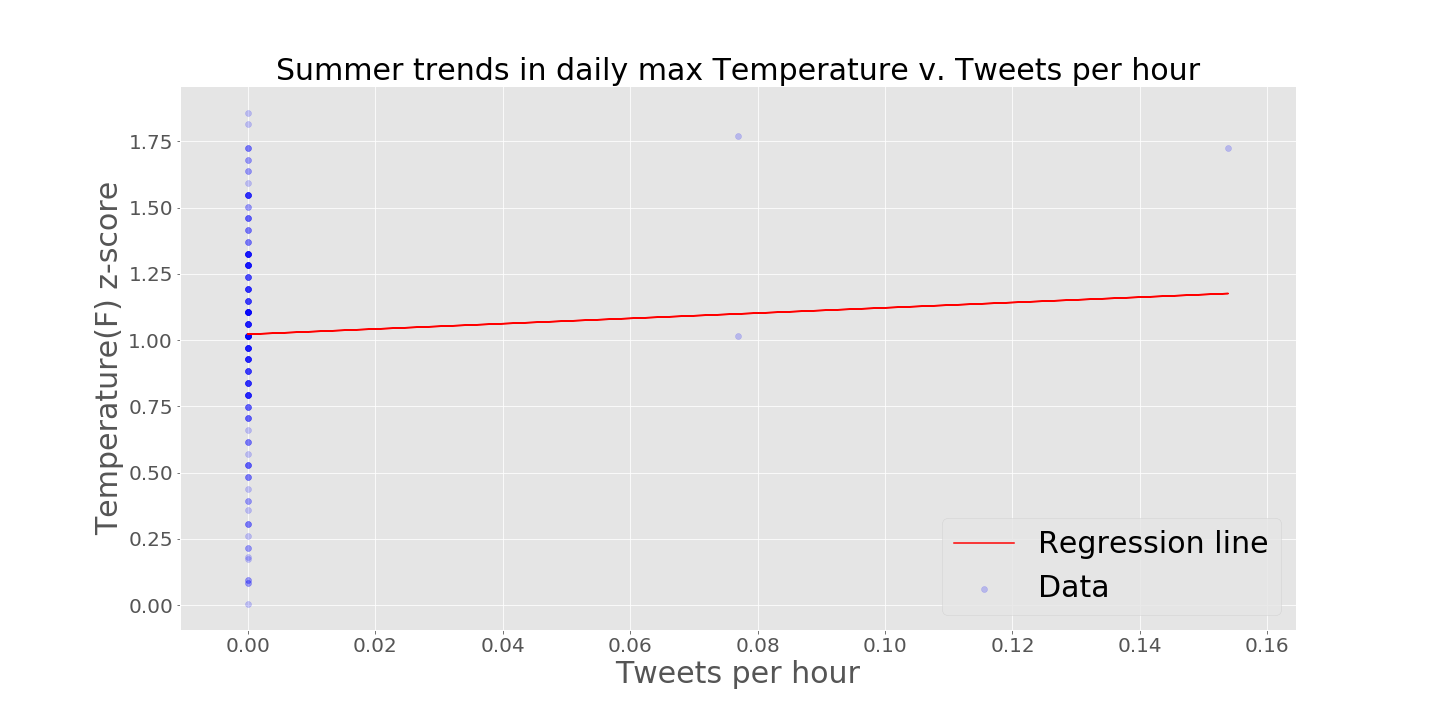 Summer trends in daily max Temperature v. Tweets per hour
Temperature(F) z-score
1.75
1.50
1.25
1.00
0.75
0.50
0.25
0.00
Regression line
Data
0.00 0.02 0.04 0.06 0.08 0.10 0.12 0.14 0.16
Tweets per hour